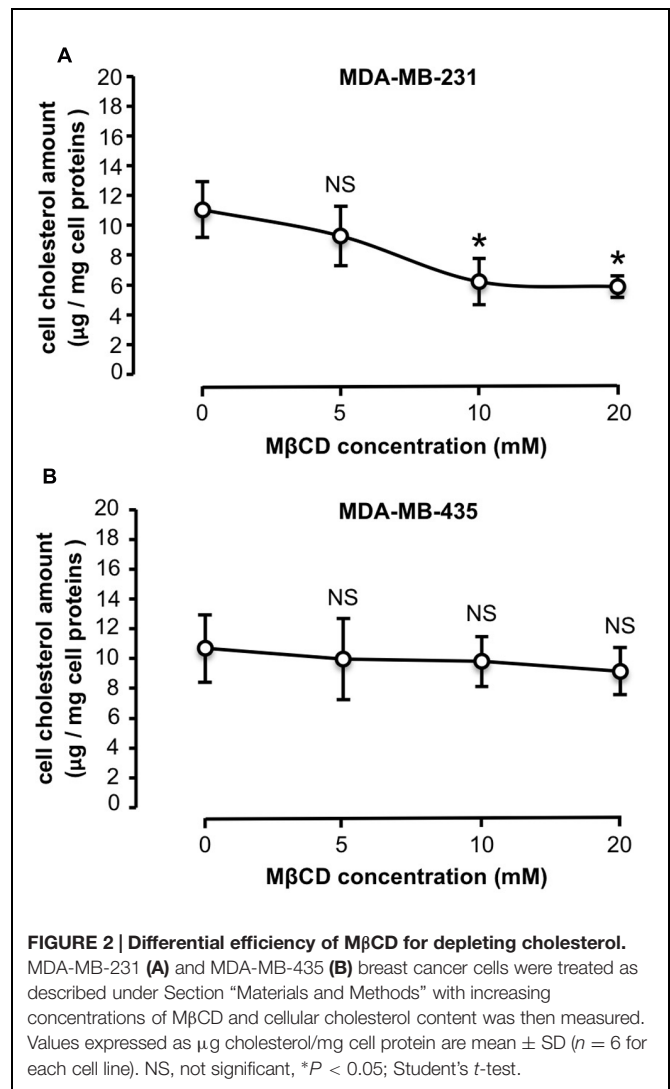 A
MDA-MB-231
cell cholesterol amount
(μg / mg cell proteins )
20
18
16
14
12
10
8
6
4
2
0
NS
*
*
0 5 10 20
MβCD concentration (mM)
B
MDA-MB-435
cell cholesterol amount
(μg / mg cell proteins )
20
18
16
14
12
10
8
6
4
2
0
NS
NS
NS
0 5 10 20
MβCD concentration (mM)
FIGURE 2 | Differential efficiency of MβCD for depleting cholesterol.
MDA-MB-231 (A) and MDA-MB-435 (B) breast cancer cells were treated as
described under Section “Materials and Methods” with increasing
concentrations of MβCD and cellular cholesterol content was then measured.
Values expressed as μg cholesterol/mg cell protein are mean ± SD (n = 6 for
each cell line). NS, not significant, *P < 0.05; Student’s t-test.